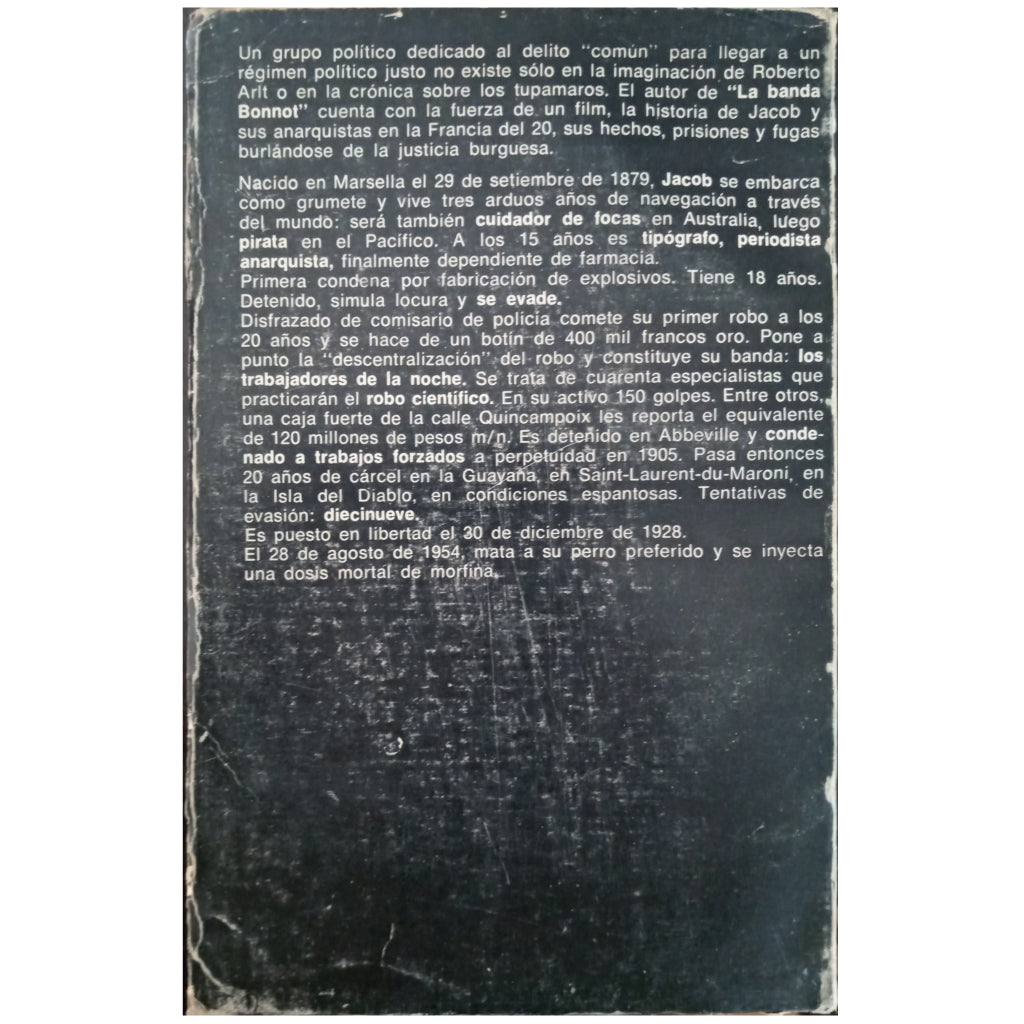 Un grupo político dedicado al delito "común" para llegar a un
régimen político justo no existe sólo en la imaginación de Roberto
Arlt o en la crónica sobre los tupamaros. El autor de "La banda
Bonnot" cuenta con la fuerza de un film, la historia de Jacob y
sus anarquistas en la Francia del 20, sus hechos, prisiones y fugas
burlándose de la justicia burguesa.
Nacido en Marsella el 29 de setiembre de 1879, Jacob se embarca
como grumete y vive tres arduos años de navegación a través
del mundo: será también cuidador de focas en Australia, luego
pirata en el Pacífico. A los 15 años es tipógrafo, periodista
anarquista, finalmente dependiente de farmacia.
Primera condena por fabricación de explosivos. Tiene 18 años.
Detenido, simula locura y se evade.
Disfrazado de comisario de policía comete su primer robo a los
20 años y se hace de un botín de 400 mil francos oro. Pone a
punto la "descentralización" del robo y constituye su banda: los
trabajadores de la noche. Se trata de cuarenta especialistas que
practicarán el robo científico. En su activo 150 golpes. Entre otros,
una caja fuerte de la calle Quincampoix les reporta el equivalente
de 120 millones de pesos m/n. Es detenido en Abbeville y conde-
nado a trabajos forzados a perpetuidad en 1905. Pasa entonces
20 años de cárcel en la Guayana, en Saint-Laurent-du-Maroni, en
la Isla del Diablo, en condiciones espantosas. Tentativas de
evasión: diecinueve.
Es puesto en libertad el 30 de diciembre de 1928.
El 28 de agosto de 1954, mata a su perro preferido y se inyecta
una dosis mortal de morfina.